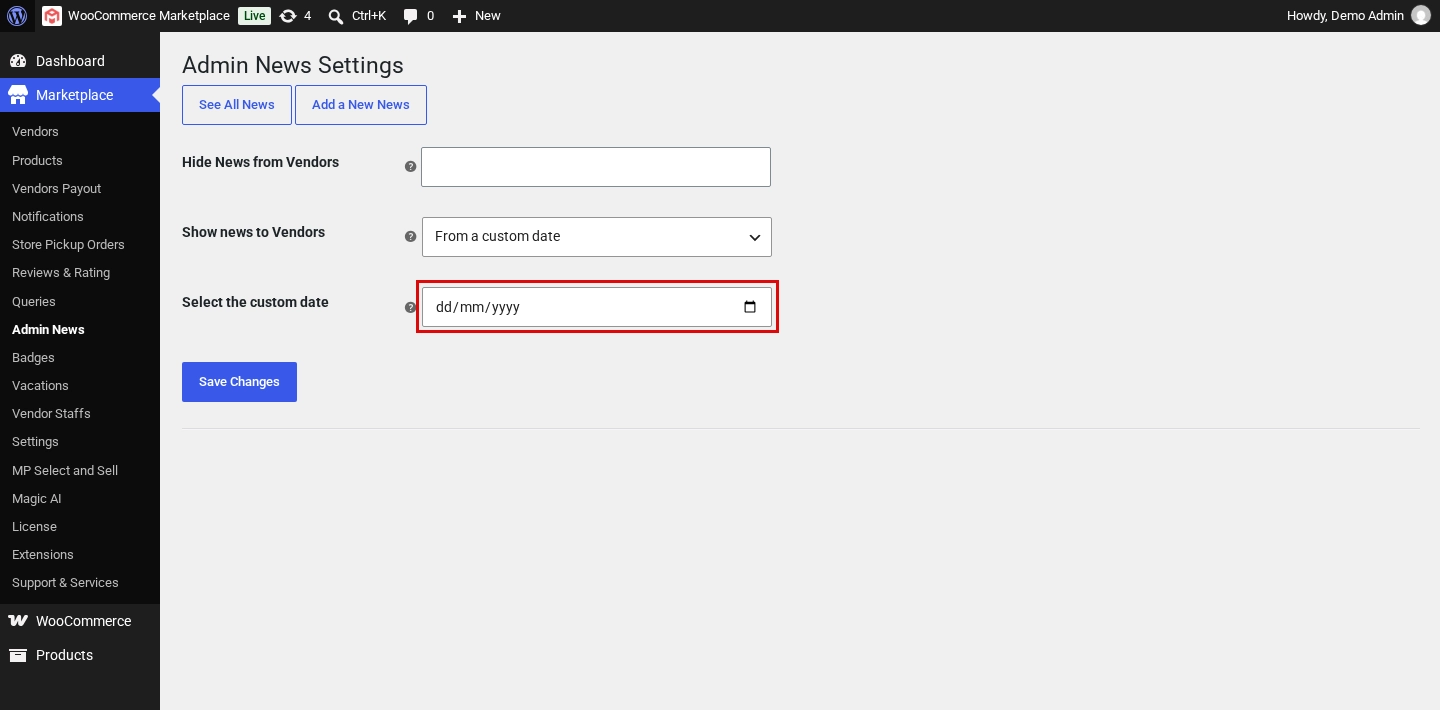 WooCommerce Marketplace Live 4 Ctrl+K 0 New Howdy, Demo Admin
Dashboard
Marketplace
Vendors
Products
Vendors Payout
Notifications
Store Pickup Orders
Reviews & Rating
Queries
Admin News
Badges
Vacations
Vendor Staffs
Settings
MP Select and Sell
Magic AI
License
Extensions
Support & Services
WooCommerce
Products
Admin News Settings
See All News Add a New News
Hide News from Vendors ?
Show news to Vendors ? From a custom date
Select the custom date ? dd/mm/yyyy
Save Changes